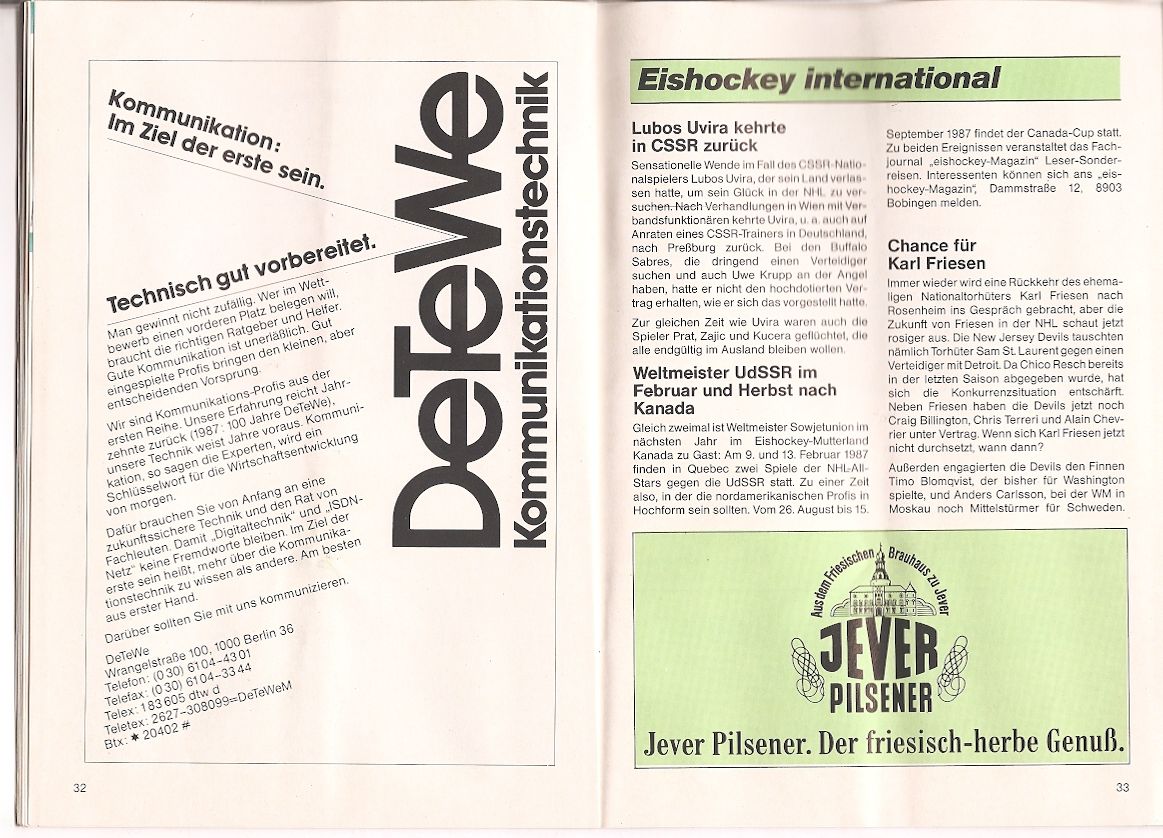 Kommunikation:
Im Ziel der erste sein.
Technisch gut vorbereitet.
Man gewinnt nicht zufällig. Wer im Wett-
bewerb einen vorderen Platz belegen will,
braucht die richtigen Ratgeber und Helfer.
Gute Kommunikation ist unerläßlich. Gut
eingespielte Profis bringen den kleinen, aber
entscheidenden Vorsprung.
Wir sind Kommunikations-Profis aus der
ersten Reihe. Unsere Erfahrung reicht Jahr-
zehnte zurück (1987: 100 Jahre DeTeWe),
unsere Technik weist Jahre voraus. Kommuni-
kation, so sagen die Experten, wird ein
Schlüsselwort für die Wirtschaftsentwicklung
von morgen.
Dafür brauchen Sie von Anfang an eine
zukunftssichere Technik und den Rat von
Fachleuten. Damit „Digitaltechnik“ und „ISDN-
Netz“ keine Fremdworte bleiben. Im Ziel der
erste sein heißt, mehr über die Kommunika-
tionstechnik zu wissen als andere. Am besten
aus erster Hand.
Darüber sollten Sie mit uns kommunizieren.
DeTeWe
Wrangelstraße 100, 1000 Berlin 36
Telefon: (0 30) 61 04-43 01
Telefax: (0 30) 61 04-33 44
Telex: 1 83 605 dtw d
Teletex: 2627-308099=DeTeWeM
Btx: ✱ 20402 #
DeTeWe
Kommunikationstechnik
32
Eishockey international
Lubos Uvira kehrte
in CSSR zurück
Sensationelle Wende im Fall des CSSR-Natio-
nalspielers Lubos Uvira, der sein Land verlas-
sen hatte, um sein Glück in der NHL zu ver-
suchen. Nach Verhandlungen in Wien mit Ver-
bandsfunktionären kehrte Uvira, u. a. auch auf
Anraten eines CSSR-Trainers in Deutschland,
nach Preßburg zurück. Bei den Buffalo
Sabres, die dringend einen Verteidiger
suchen und auch Uwe Krupp an der Angel
haben, hatte er nicht den hochdotierten Ver-
trag erhalten, wie er sich das vorgestellt hatte.
Zur gleichen Zeit wie Uvira waren auch die
Spieler Prat, Zajic und Kucera geflüchtet, die
alle endgültig im Ausland bleiben wollen.
Weltmeister UdSSR im
Februar und Herbst nach
Kanada
Gleich zweimal ist Weltmeister Sowjetunion im
nächsten Jahr im Eishockey-Mutterland
Kanada zu Gast: Am 9. und 13. Februar 1987
finden in Quebec zwei Spiele der NHL-All-
Stars gegen die UdSSR statt. Zu einer Zeit
also, in der die nordamerikanischen Profis in
Hochform sein sollten. Vom 26. August bis 15.
September 1987 findet der Canada-Cup statt.
Zu beiden Ereignissen veranstaltet das Fach-
journal „eishockey-Magazin“ Leser-Sonder-
reisen. Interessenten können sich ans „eis-
hockey-Magazin“, Dammstraße 12, 8903
Bobingen melden.
Chance für
Karl Friesen
Immer wieder wird eine Rückkehr des ehema-
ligen Nationaltorhüters Karl Friesen nach
Rosenheim ins Gespräch gebracht, aber die
Zukunft von Friesen in der NHL schaut jetzt
rosiger aus. Die New Jersey Devils tauschten
nämlich Torhüter Sam St. Laurent gegen einen
Verteidiger mit Detroit. Da Chico Resch bereits
in der letzten Saison abgegeben wurde, hat
sich die Konkurrenzsituation entschärft.
Neben Friesen haben die Devils jetzt noch
Craig Billington, Chris Terreri und Alain Chev-
rier unter Vertrag. Wenn sich Karl Friesen jetzt
nicht durchsetzt, wann dann?
Außerden engagierten die Devils den Finnen
Timo Blomqvist, der bisher für Washington
spielte, und Anders Carlsson, bei der WM in
Moskau noch Mittelstürmer für Schweden.
Aus dem Friesischen Brauhaus zu Jever
JEVER
PILSENER
Jever Pilsener. Der friesisch-herbe Genuß.
33